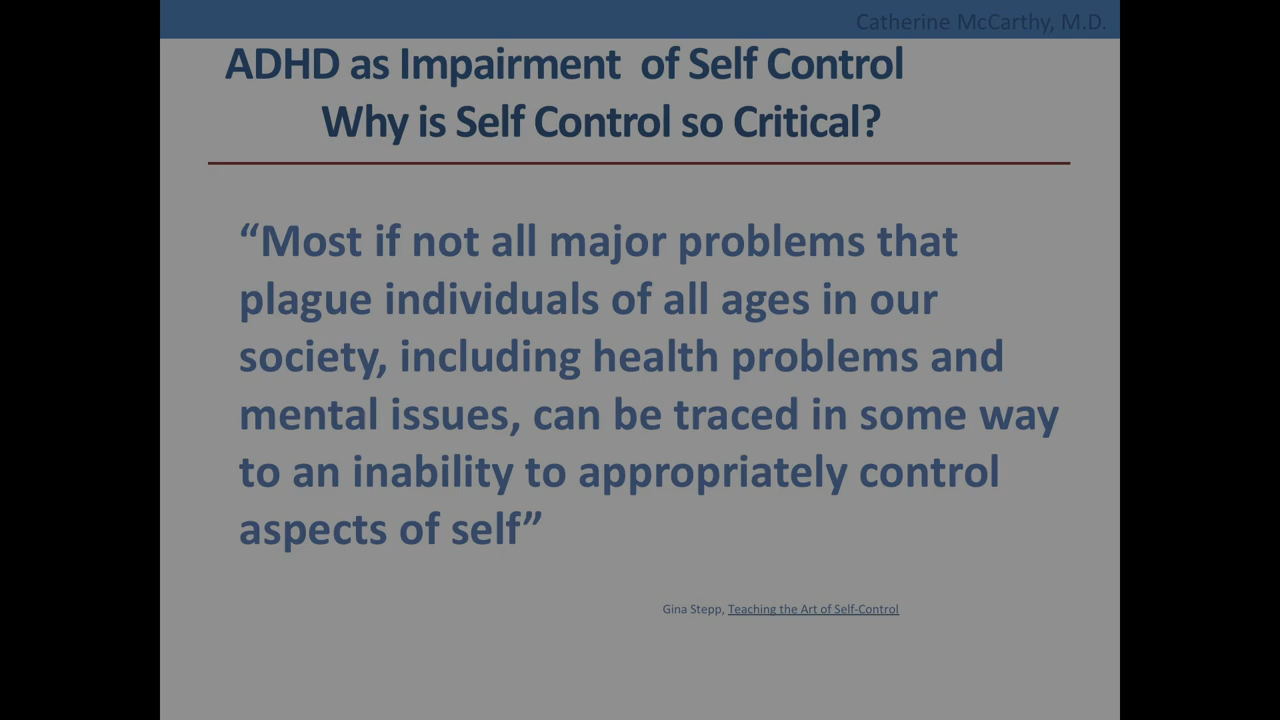 Catherine McCarthy, M.D.
ADHD as Impairment  of Self Control
Why is Self Control so Critical?
“Most if not all major problems that
plague individuals of all ages in our
society, including health problems and
mental issues, can be traced in some way
to an inability to appropriately control
aspects of self”
Gina Stepp, Teaching the Art of Self-Control